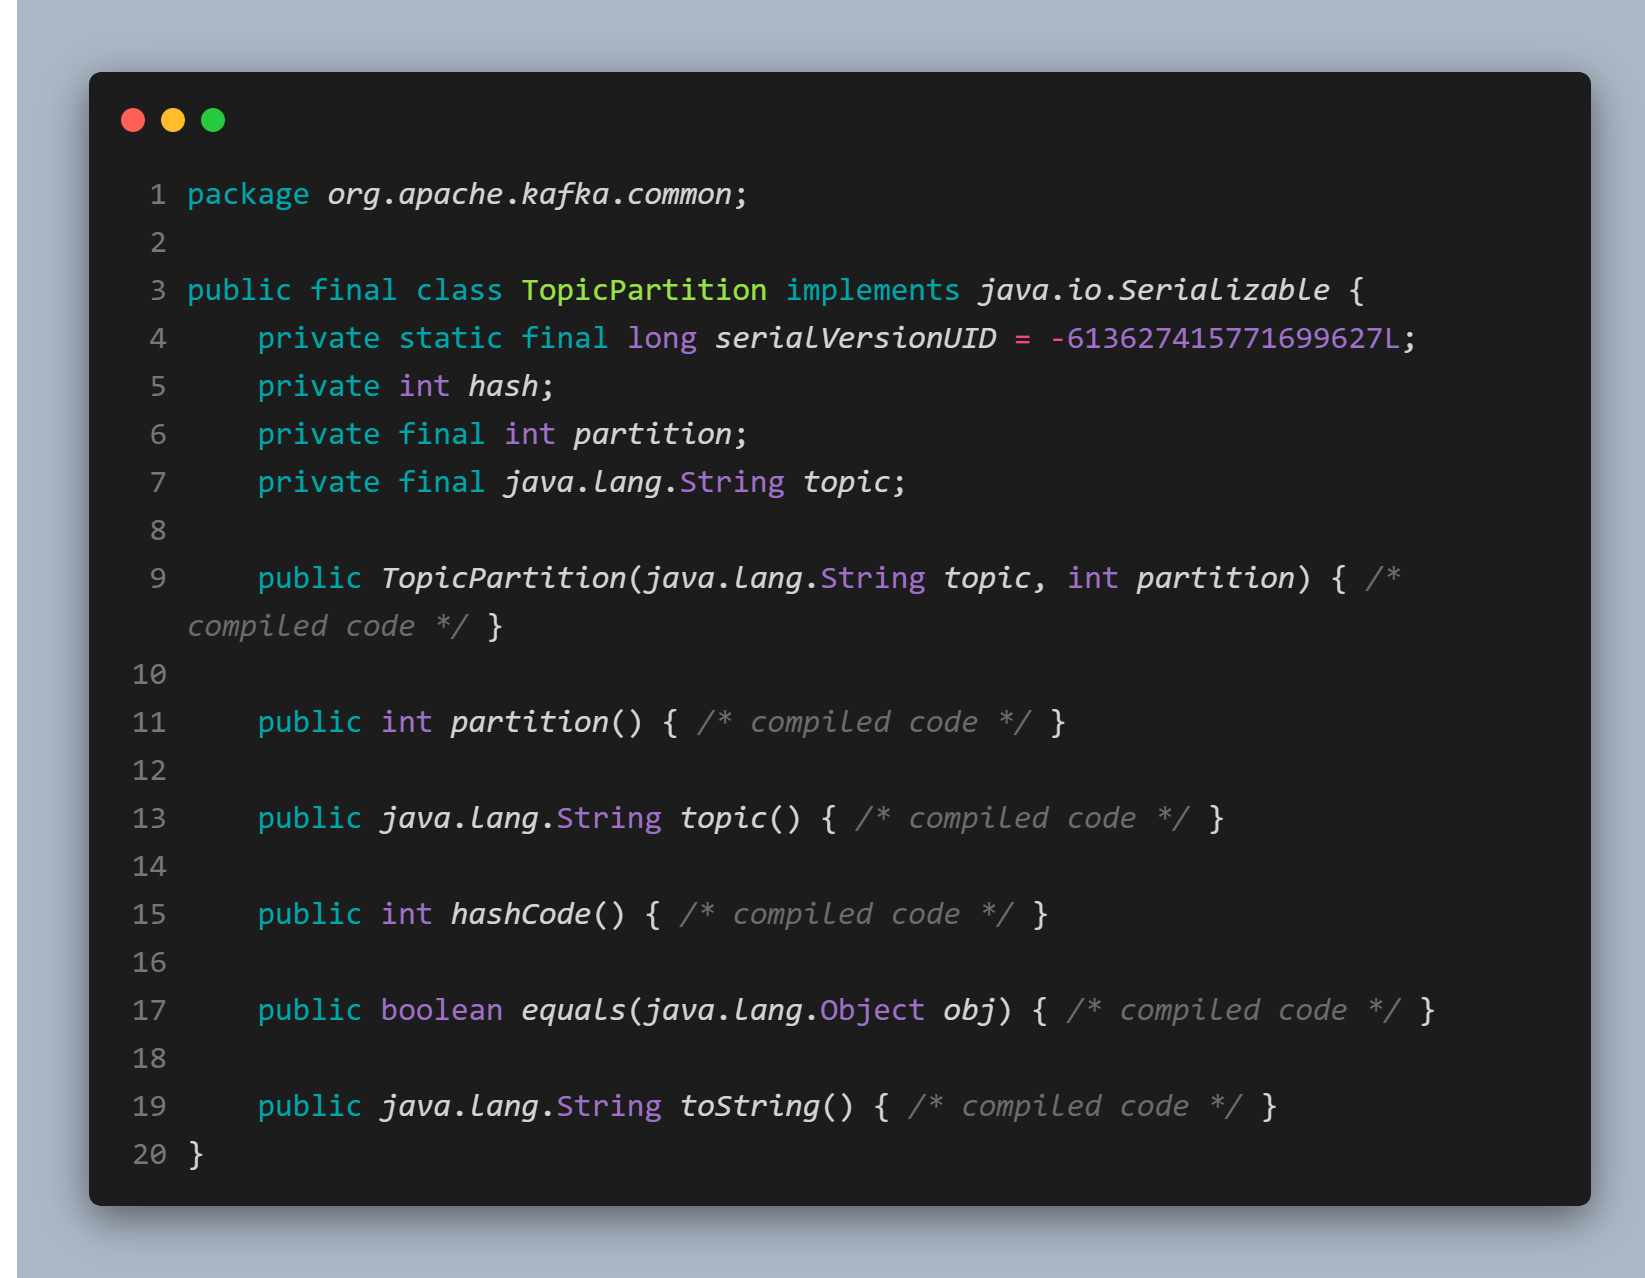 1 package org.apache.kafka.common;
2
3 public final class TopicPartition implements java.io.Serializable {
4     private static final long serialVersionUID = -613627415771699627L;
5     private int hash;
6     private final int partition;
7     private final java.lang.String topic;
8
9     public TopicPartition(java.lang.String topic, int partition) { /*
compiled code */ }
10
11     public int partition() { /* compiled code */ }
12
13     public java.lang.String topic() { /* compiled code */ }
14
15     public int hashCode() { /* compiled code */ }
16
17     public boolean equals(java.lang.Object obj) { /* compiled code */ }
18
19     public java.lang.String toString() { /* compiled code */ }
20 }